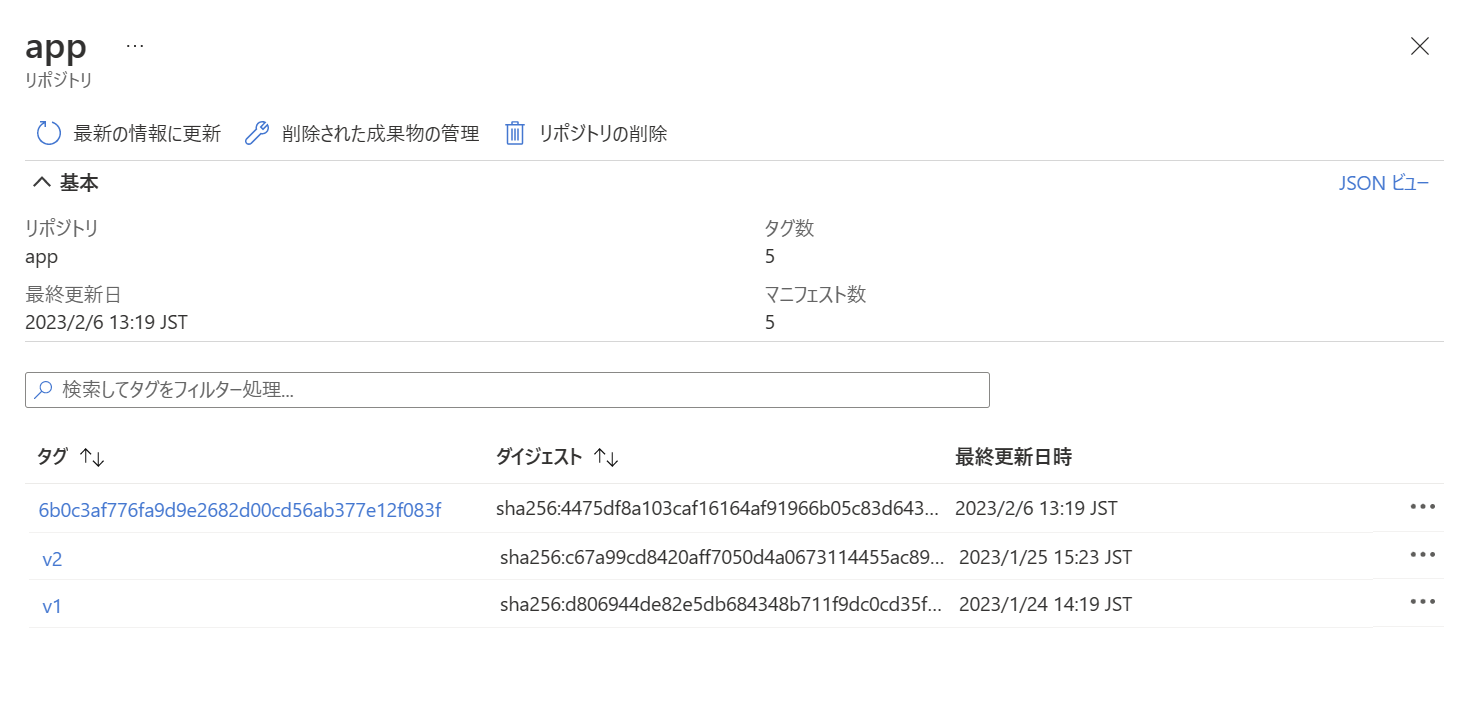 app ...
リポジトリ
最新の情報に更新 削除された成果物の管理 リポジトリの削除
基本 JSON ビュー
リポジトリ タグ数
app 5
最終更新日 マニフェスト数
2023/2/6 13:19 JST 5
検索してタグをフィルター処理...
タグ ↑↓ ダイジェスト ↑↓ 最終更新日時
6b0c3af776fa9d9e2682d00cd56ab377e12f083f sha256:4475df8a103caf16164af91966b05c83d643... 2023/2/6 13:19 JST
v2 sha256:c67a99cd8420aff7050d4a0673114455ac89... 2023/1/25 15:23 JST
v1 sha256:d806944de82e5db684348b711f9dc0cd35f... 2023/1/24 14:19 JST